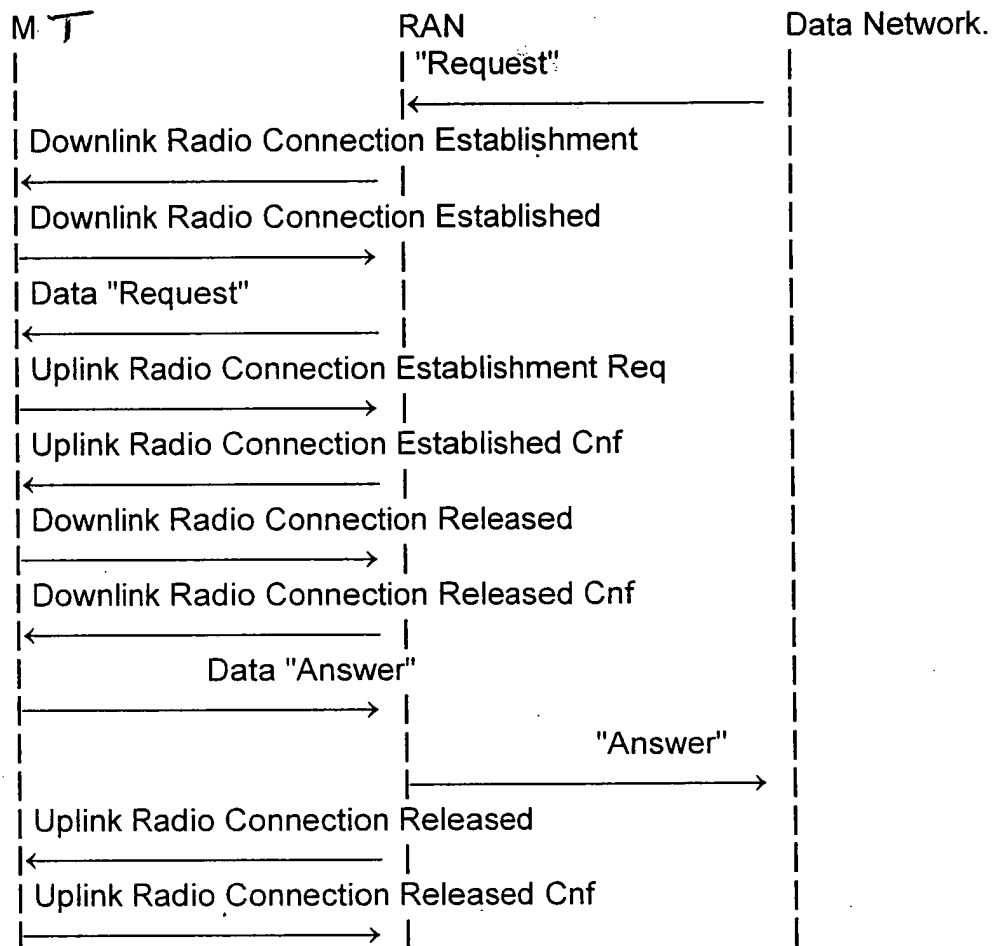 MT RAN Data Network.
"Request"
Downlink Radio Connection Establishment
Downlink Radio Connection Established
Data "Request"
Uplink Radio Connection Establishment Req
Uplink Radio Connection Established Cnf
Downlink Radio Connection Released
Downlink Radio Connection Released Cnf
Data "Answer"
"Answer"
Uplink Radio Connection Released
Uplink Radio Connection Released Cnf